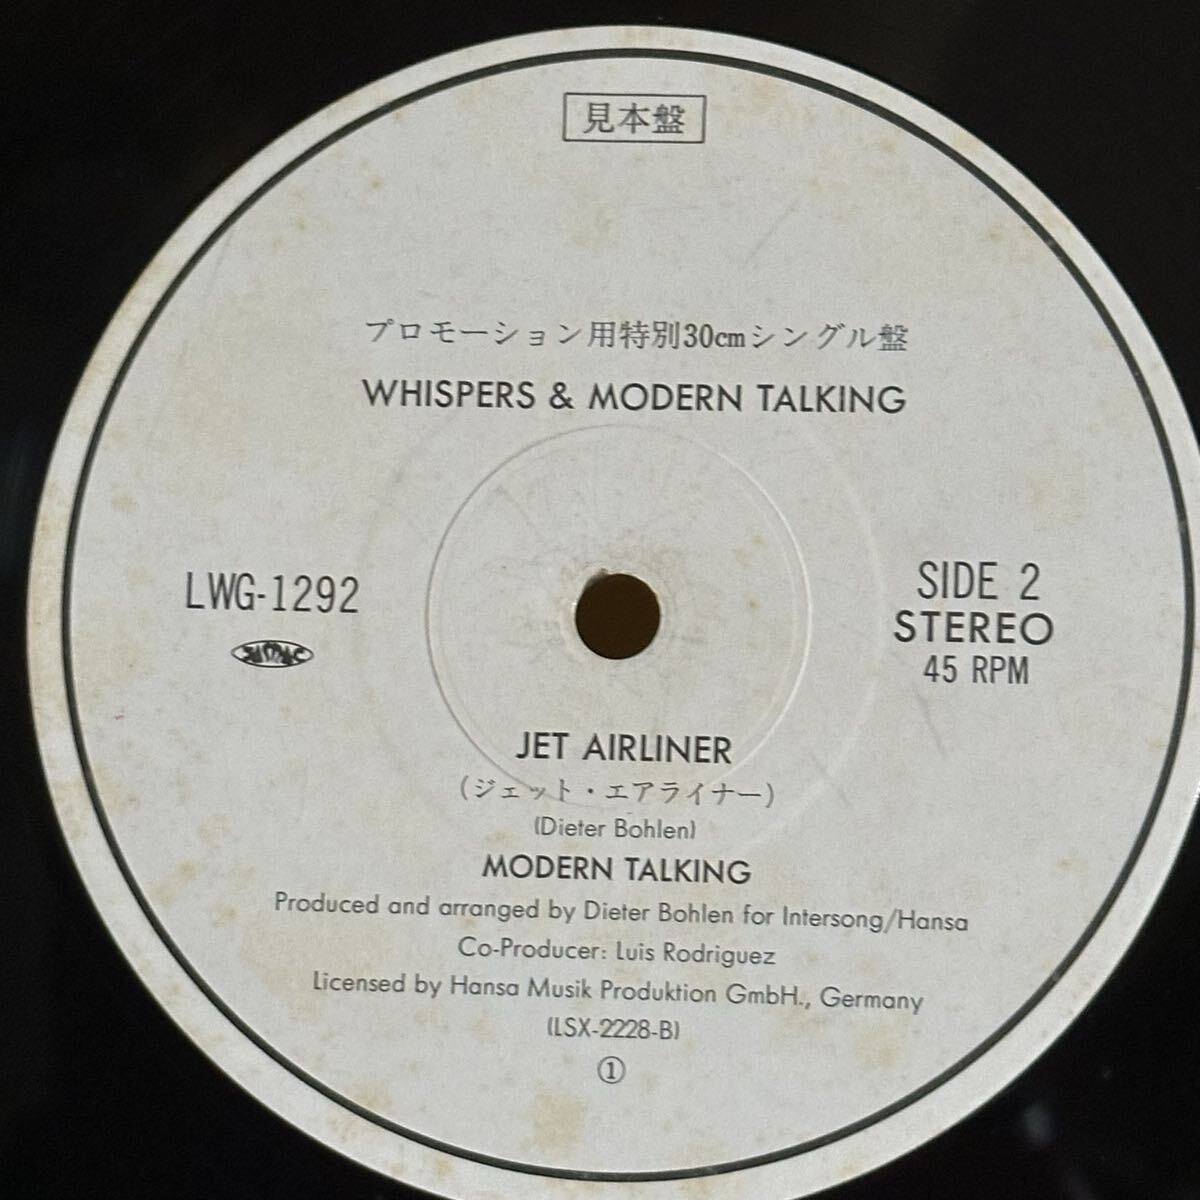 見本盤
プロモーション用特別30cmシングル盤
WHISPERS & MODERN TALKING
LWG-1292
SIDE 2
STEREO
45 RPM
JET AIRLINER
(ジェット・エアライナー)
(Dieter Bohlen)
MODERN TALKING
Produced and arranged by Dieter Bohlen for Intersong/Hansa
Co-Producer: Luis Rodriguez
Licensed by Hansa Musik Produktion GmbH., Germany
(LSX-2228-B)
①